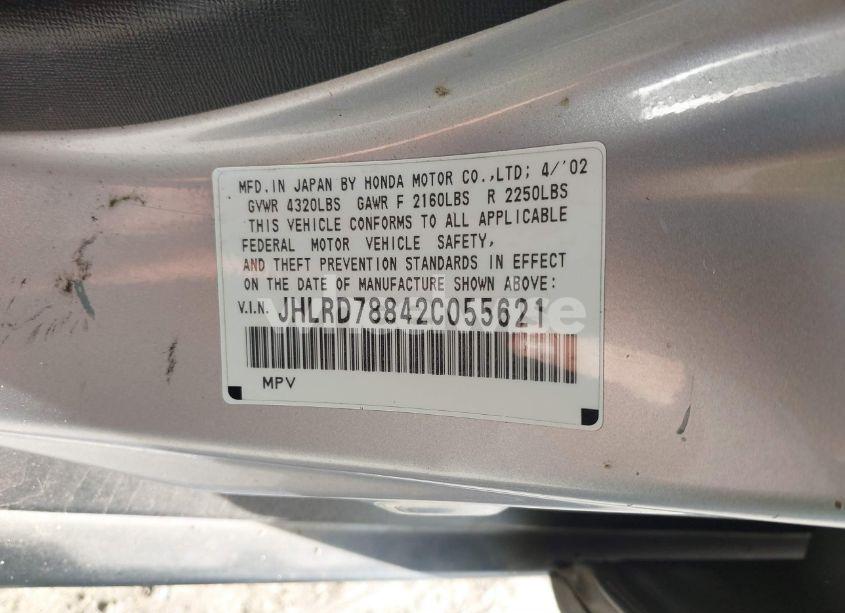 MFD. IN JAPAN BY HONDA MOTOR CO.,LTD; 4/'02
GVWR 4320LBS GAWR F 2160LBS R 2250LBS
THIS VEHICLE CONFORMS TO ALL APPLICABLE
FEDERAL MOTOR VEHICLE SAFETY,
AND THEFT PREVENTION STANDARDS IN EFFECT
ON THE DATE OF MANUFACTURE SHOWN ABOVE:
V.I.N. JHLRD78842C055621
MPV